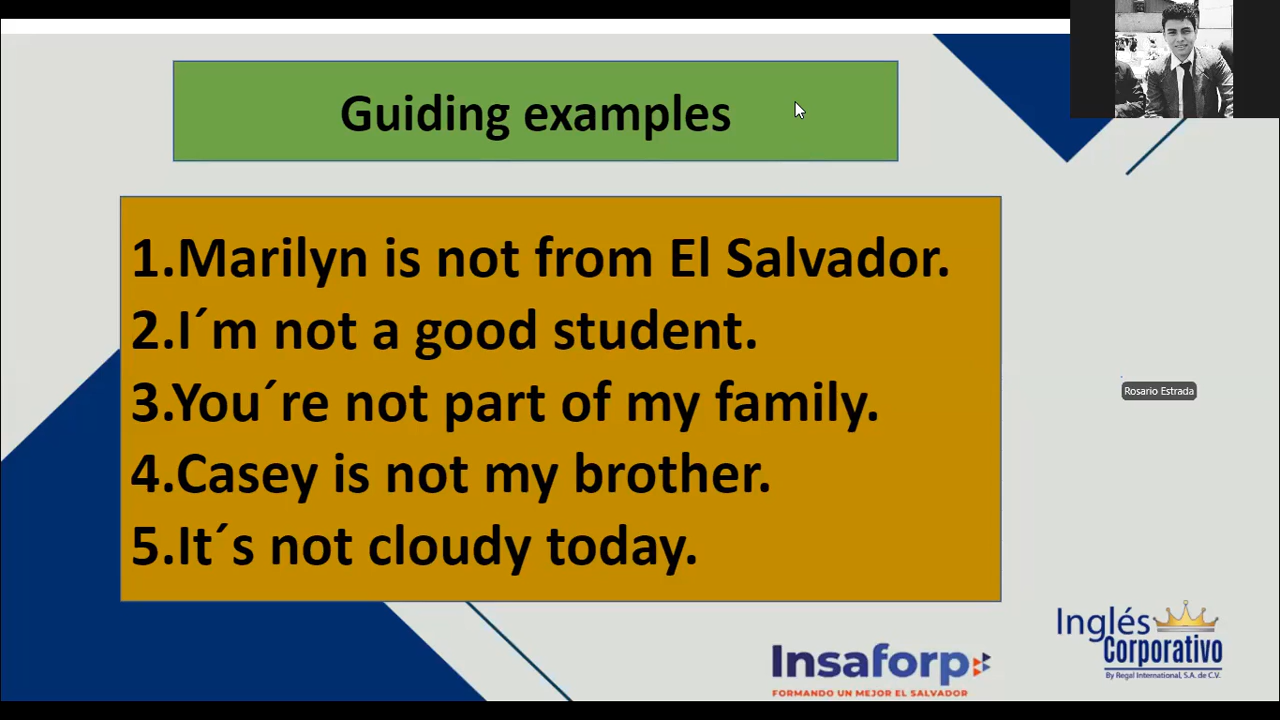 Guiding examples
1.Marilyn is not from El Salvador.
2.I´m not a good student.
3.You´re not part of my family.
4.Casey is not my brother.
5.It´s not cloudy today.
Rosario Estrada
Insaforp
FORMANDO UN MEJOR EL SALVADOR
Inglés
Corporativo
By Regal International, S.A. de C.V.